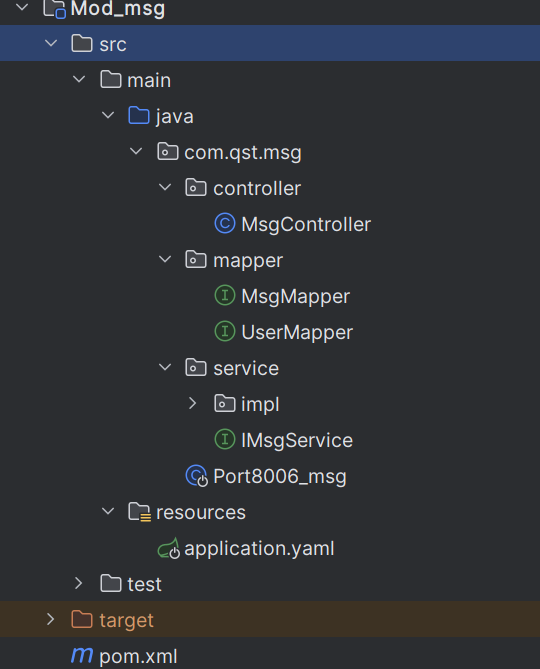 Mod_msg
src
main
java
com.qst.msg
controller
C MsgController
mapper
I MsgMapper
I UserMapper
service
impl
I IMsgService
C Port8006_msg
resources
application.yaml
test
target
m pom.xml